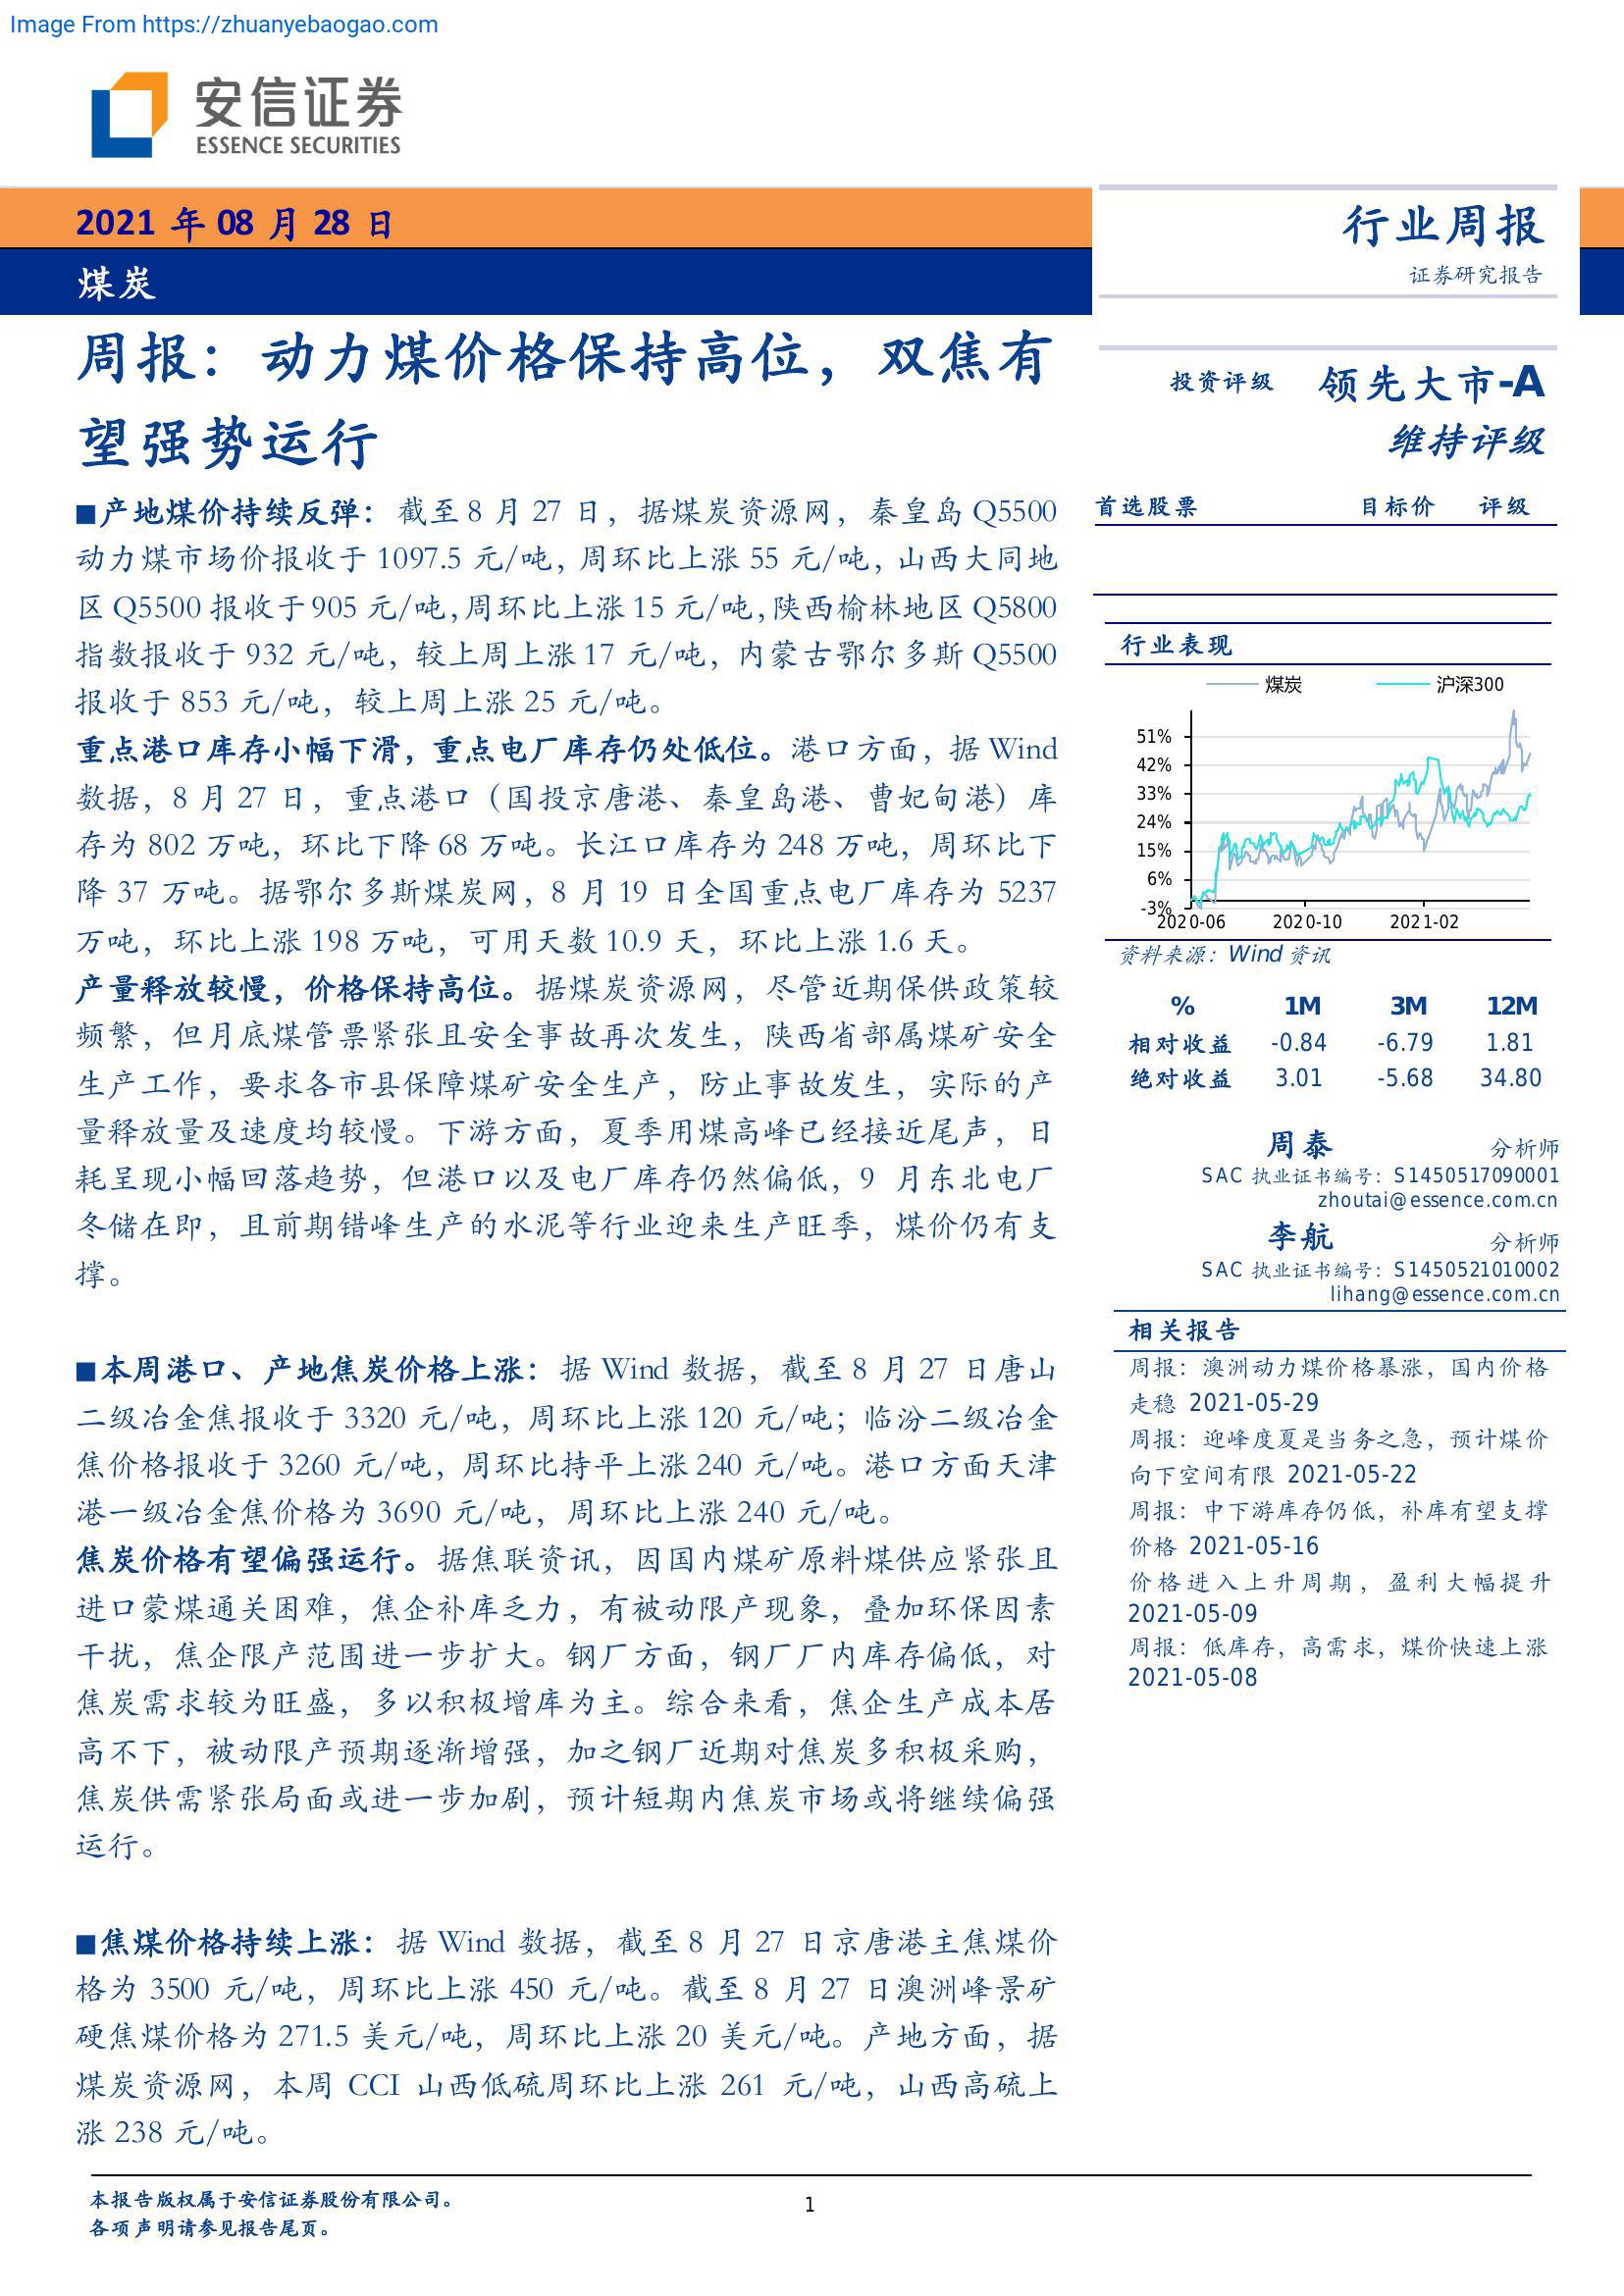 Image From https://zhuanyebaogao.com
安信证券
ESSENCE SECURITIES
2021 年 08 月 28 日
煤炭
行业周报
证券研究报告
周报：动力煤价格保持高位，双焦有
望强势运行
■产地煤价持续反弹：截至 8 月 27 日，据煤炭资源网，秦皇岛 Q5500
动力煤市场价报收于 1097.5 元/吨，周环比上涨 55 元/吨，山西大同地
区 Q5500 报收于 905 元/吨，周环比上涨 15 元/吨，陕西榆林地区 Q5800
指数报收于 932 元/吨，较上周上涨 17 元/吨，内蒙古鄂尔多斯 Q5500
报收于 853 元/吨，较上周上涨 25 元/吨。
重点港口库存小幅下滑，重点电厂库存仍处低位。港口方面，据 Wind
数据，8 月 27 日，重点港口（国投京唐港、秦皇岛港、曹妃甸港）库
存为 802 万吨，环比下降 68 万吨。长江口库存为 248 万吨，周环比下
降 37 万吨。据鄂尔多斯煤炭网，8 月 19 日全国重点电厂库存为 5237
万吨，环比上涨 198 万吨，可用天数 10.9 天，环比上涨 1.6 天。
产量释放较慢，价格保持高位。据煤炭资源网，尽管近期保供政策较
频繁，但月底煤管票紧张且安全事故再次发生，陕西省部属煤矿安全
生产工作，要求各市县保障煤矿安全生产，防止事故发生，实际的产
量释放量及速度均较慢。下游方面，夏季用煤高峰已经接近尾声，日
耗呈现小幅回落趋势，但港口以及电厂库存仍然偏低，9 月东北电厂
冬储在即，且前期错峰生产的水泥等行业迎来生产旺季，煤价仍有支
撑。
■本周港口、产地焦炭价格上涨：据 Wind 数据，截至 8 月 27 日唐山
二级冶金焦报收于 3320 元/吨，周环比上涨 120 元/吨；临汾二级冶金
焦价格报收于 3260 元/吨，周环比持平上涨 240 元/吨。港口方面天津
港一级冶金焦价格为 3690 元/吨，周环比上涨 240 元/吨。
焦炭价格有望偏强运行。据焦联资讯，因国内煤矿原料煤供应紧张且
进口蒙煤通关困难，焦企补库乏力，有被动限产现象，叠加环保因素
干扰，焦企限产范围进一步扩大。钢厂方面，钢厂厂内库存偏低，对
焦炭需求较为旺盛，多以积极增库为主。综合来看，焦企生产成本居
高不下，被动限产预期逐渐增强，加之钢厂近期对焦炭多积极采购，
焦炭供需紧张局面或进一步加剧，预计短期内焦炭市场或将继续偏强
运行。
■焦煤价格持续上涨：据 Wind 数据，截至 8 月 27 日京唐港主焦煤价
格为 3500 元/吨，周环比上涨 450 元/吨。截至 8 月 27 日澳洲峰景矿
硬焦煤价格为 271.5 美元/吨，周环比上涨 20 美元/吨。产地方面，据
煤炭资源网，本周 CCI 山西低硫周环比上涨 261 元/吨，山西高硫上
涨 238 元/吨。
投资评级 领先大市-A
维持评级
首选股票 目标价 评级
行业表现
煤炭 沪深300
51%
42%
33%
24%
15%
6%
-3%
2020-06 2020-10 2021-02
资料来源：Wind 资讯
% 1M 3M 12M
相对收益 -0.84 -6.79 1.81
绝对收益 3.01 -5.68 34.80
周泰 分析师
SAC 执业证书编号：S1450517090001
zhoutai@essence.com.cn
李航 分析师
SAC 执业证书编号：S1450521010002
lihang@essence.com.cn
相关报告
周报：澳洲动力煤价格暴涨，国内价格
走稳 2021-05-29
周报：迎峰度夏是当务之急，预计煤价
向下空间有限 2021-05-22
周报：中下游库存仍低，补库有望支撑
价格 2021-05-16
价格进入上升周期，盈利大幅提升
2021-05-09
周报：低库存，高需求，煤价快速上涨
2021-05-08
本报告版权属于安信证券股份有限公司。
各项声明请参见报告尾页。
1